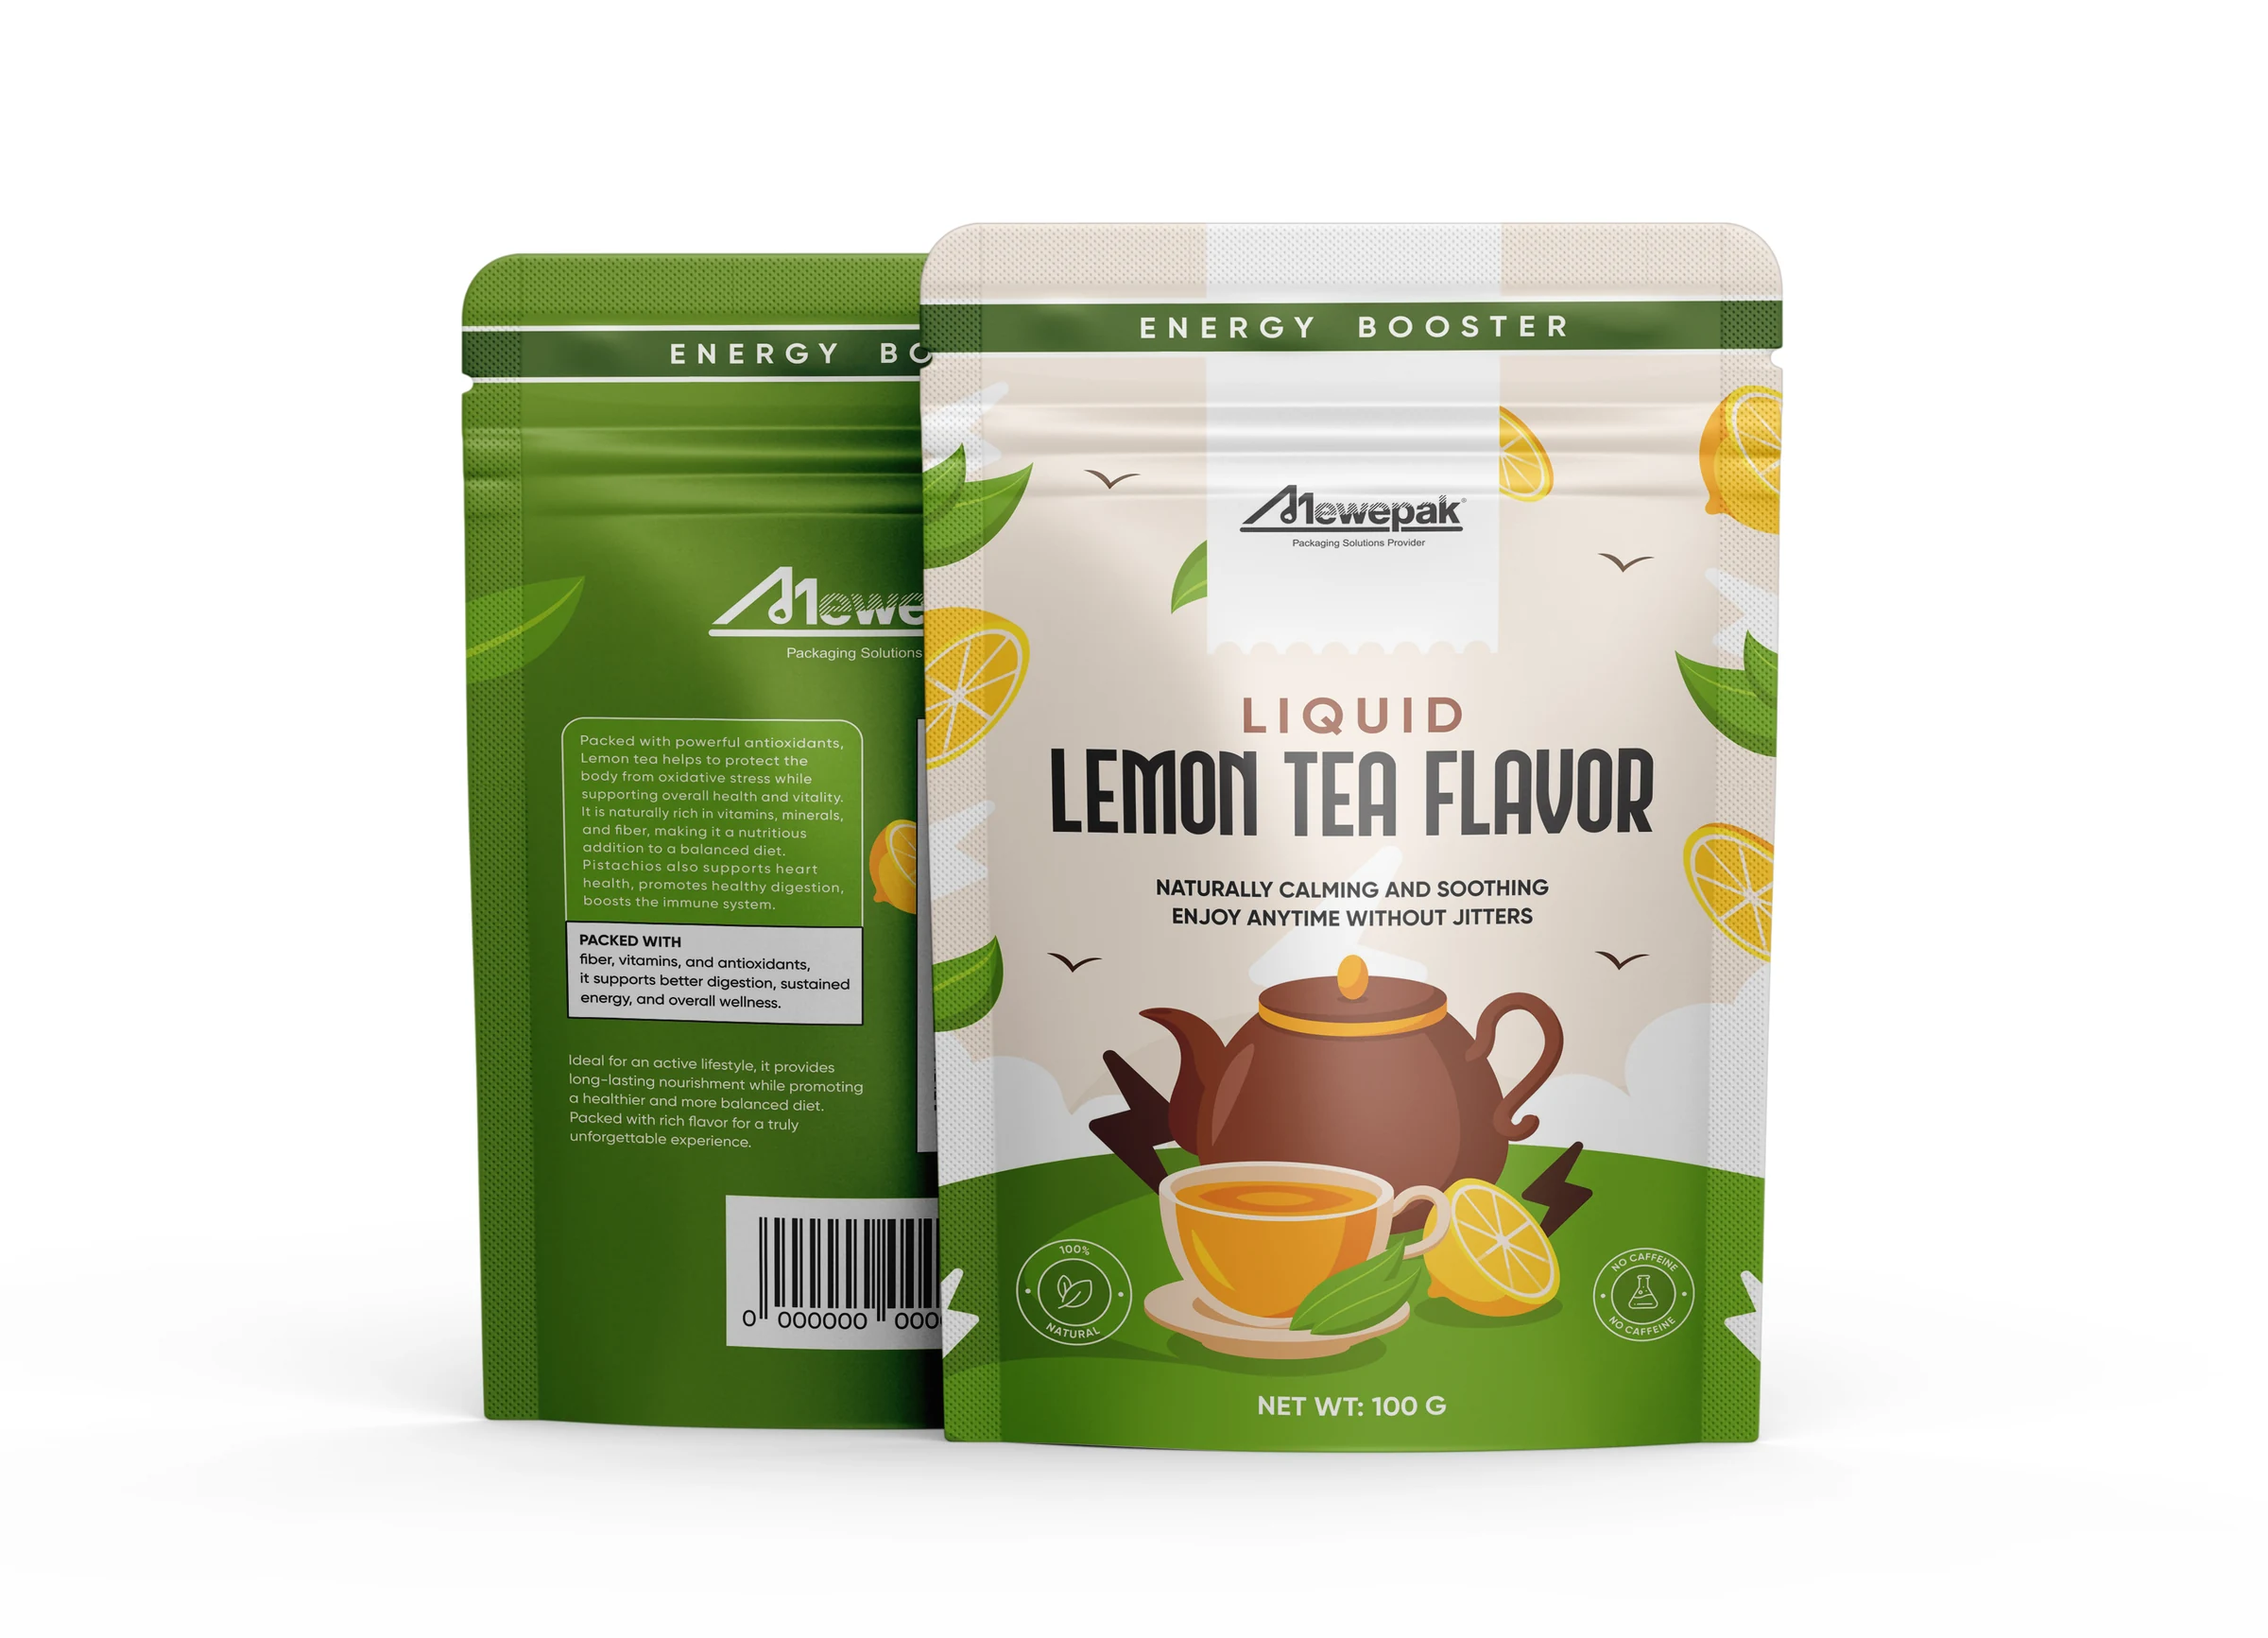 ENERGY BO
Mewe
Packaging Solutions
Packed with powerful antioxidants,
Lemon tea helps to protect the
body from oxidative stress while
supporting overall health and vitality.
It is naturally rich in vitamins, minerals,
and fiber, making it a nutritious
addition to a balanced diet.
Pistachios also supports heart
health, promotes healthy digestion,
boosts the immune system.
PACKED WITH
fiber, vitamins, and antioxidants,
it supports better digestion, sustained
energy, and overall wellness.
Ideal for an active lifestyle, it provides
long-lasting nourishment while promoting
a healthier and more balanced diet.
Packed with rich flavor for a truly
unforgettable experience.
0 000000 000
ENERGY BOOSTER
Mewepak®
Packaging Solutions Provider
LIQUID
LEMON TEA FLAVOR
NATURALLY CALMING AND SOOTHING
ENJOY ANYTIME WITHOUT JITTERS
100%
NATURAL
NO CAFFEINE
NO CAFFEINE
NET WT: 100 G